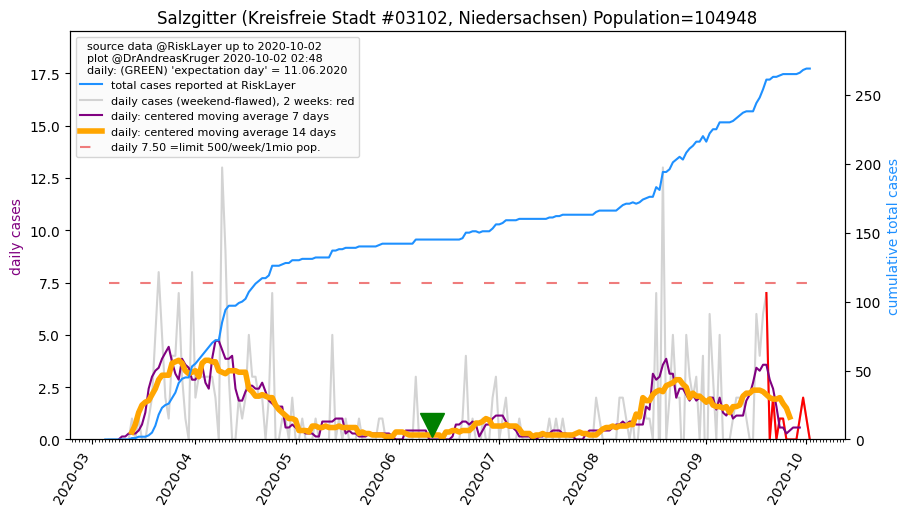 Salzgitter (Kreisfreie Stadt #03102, Niedersachsen) Population=104948
source data @RiskLayer up to 2020-10-02
plot @DrAndreasKruger 2020-10-02 02:48
daily: (GREEN) 'expectation day' = 11.06.2020
total cases reported at RiskLayer
daily cases (weekend-flawed), 2 weeks: red
daily: centered moving average 7 days
daily: centered moving average 14 days
daily 7.50 =limit 500/week/1mio pop.
daily cases
17.5
15.0
12.5
10.0
7.5
5.0
2.5
0.0
cumulative total cases
250
200
150
100
50
0
2020-03
2020-04
2020-05
2020-06
2020-07
2020-08
2020-09
2020-10